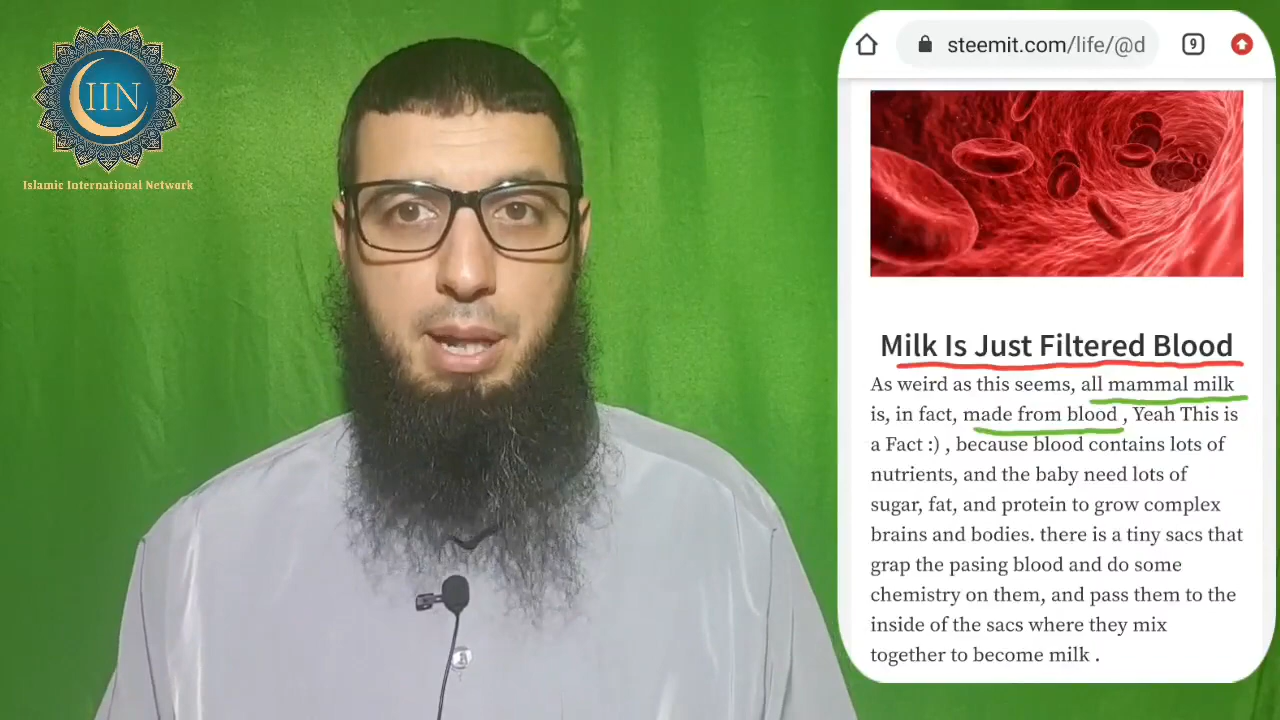 IIN
Islamic International Network
steemit.com/life/@d
9
Milk Is Just Filtered Blood
As weird as this seems, all mammal milk
is, in fact, made from blood , Yeah This is
a Fact :) , because blood contains lots of
nutrients, and the baby need lots of
sugar, fat, and protein to grow complex
brains and bodies. there is a tiny sacs that
grap the pasing blood and do some
chemistry on them, and pass them to the
inside of the sacs where they mix
together to become milk .